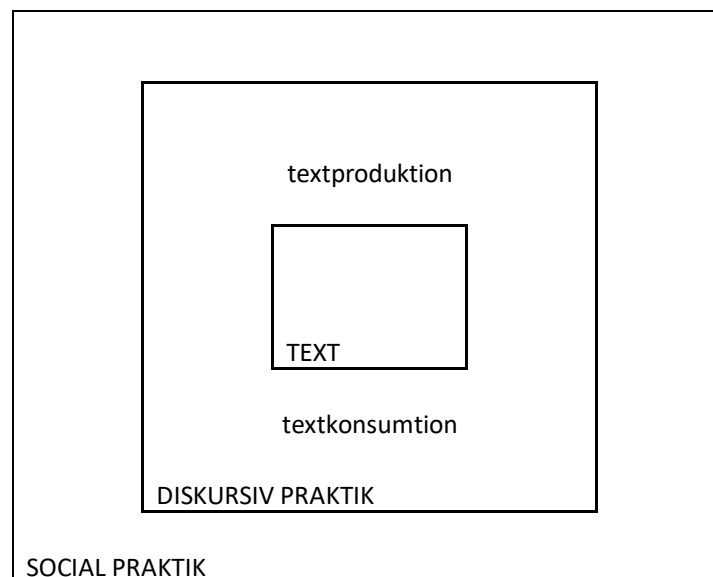 textproduktion
TEXT
textkonsumtion
DISKURSIV PRAKTIK
SOCIAL PRAKTIK